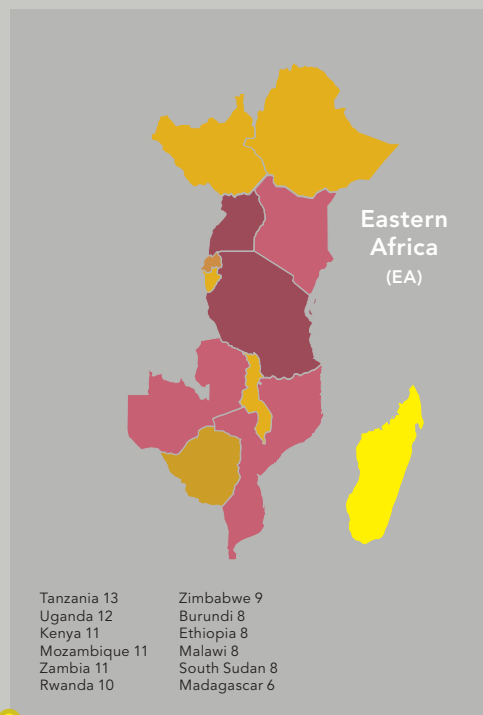 Eastern
Africa
(EA)
Tanzania 13
Uganda 12
Kenya 11
Mozambique 11
Zambia 11
Rwanda 10
Zimbabwe 9
Burundi 8
Ethiopia 8
Malawi 8
South Sudan 8
Madagascar 6